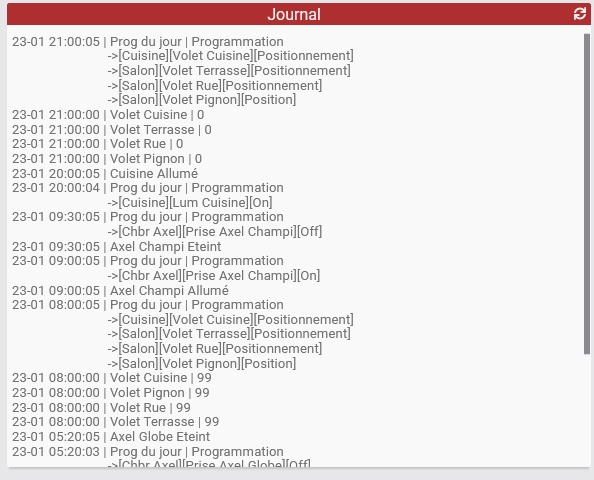 Journal
23-01 21:00:05 | Prog du jour | Programmation
->[Cuisine][Volet Cuisine][Positionnement]
->[Salon][Volet Terrasse][Positionnement]
->[Salon][Volet Rue][Positionnement]
->[Salon][Volet Pignon][Position]
23-01 21:00:00 | Volet Cuisine | 0
23-01 21:00:00 | Volet Terrasse | 0
23-01 21:00:00 | Volet Rue | 0
23-01 21:00:00 | Volet Pignon | 0
23-01 20:00:05 | Cuisine Allumé
23-01 20:00:04 | Prog du jour | Programmation
->[Cuisine][Lum Cuisine][On]
23-01 09:30:05 | Prog du jour | Programmation
->[Chbr Axel][Prise Axel Champi][Off]
23-01 09:30:05 | Axel Champi Eteint
23-01 09:00:05 | Prog du jour | Programmation
->[Chbr Axel][Prise Axel Champi][On]
23-01 09:00:05 | Axel Champi Allumé
23-01 08:00:05 | Prog du jour | Programmation
->[Cuisine][Volet Cuisine][Positionnement]
->[Salon][Volet Terrasse][Positionnement]
->[Salon][Volet Rue][Positionnement]
->[Salon][Volet Pignon][Position]
23-01 08:00:00 | Volet Cuisine | 99
23-01 08:00:00 | Volet Pignon | 99
23-01 08:00:00 | Volet Rue | 99
23-01 08:00:00 | Volet Terrasse | 99
23-01 05:20:05 | Axel Globe Eteint
23-01 05:20:03 | Prog du jour | Programmation
->[Chbr Axel][Prise Axel Globe][Off]